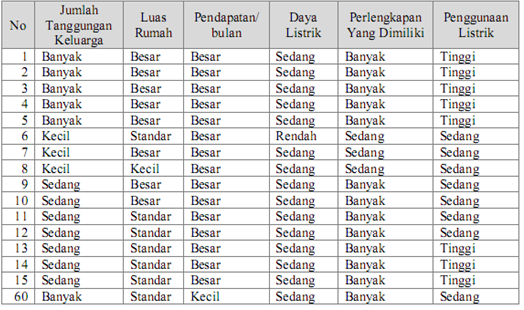 No Jumlah Tanggungan Keluarga Luas Rumah Pendapatan/ bulan Daya Listrik Perlengkapan Yang Dimiliki Penggunaan Listrik
1 Banyak Besar Besar Sedang Banyak Tinggi
2 Banyak Besar Besar Sedang Banyak Tinggi
3 Banyak Besar Besar Sedang Banyak Tinggi
4 Banyak Besar Besar Sedang Banyak Tinggi
5 Banyak Besar Besar Sedang Banyak Tinggi
6 Kecil Standar Besar Rendah Sedang Sedang
7 Kecil Besar Besar Sedang Sedang Sedang
8 Kecil Kecil Besar Sedang Sedang Sedang
9 Sedang Besar Besar Sedang Banyak Sedang
10 Sedang Besar Besar Sedang Banyak Sedang
11 Sedang Standar Besar Sedang Banyak Sedang
12 Sedang Standar Besar Sedang Banyak Sedang
13 Sedang Standar Besar Sedang Banyak Tinggi
14 Sedang Standar Besar Sedang Banyak Tinggi
15 Sedang Standar Besar Sedang Banyak Tinggi
60 Banyak Standar Kecil Sedang Banyak Sedang